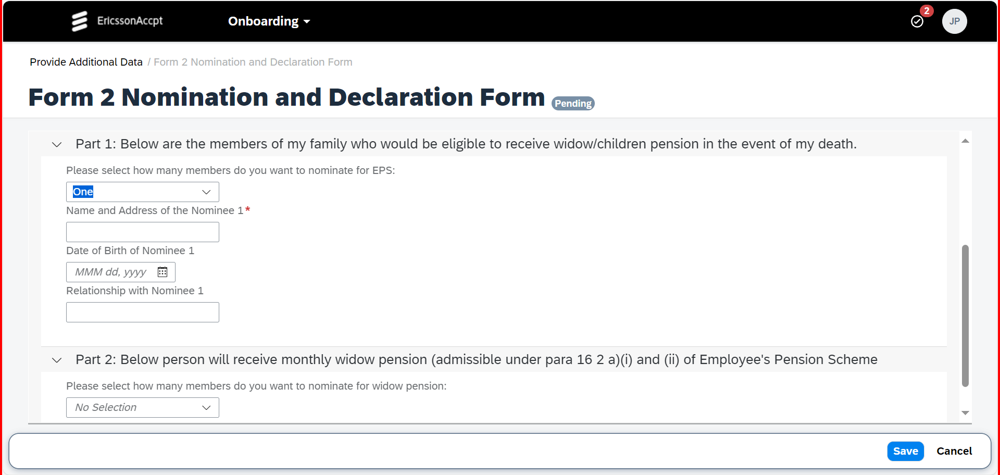 EricssonAccpt
Onboarding
2
JP
Provide Additional Data / Form 2 Nomination and Declaration Form
Form 2 Nomination and Declaration Form Pending
Part 1: Below are the members of my family who would be eligible to receive widow/children pension in the event of my death.
Please select how many members do you want to nominate for EPS:
One
Name and Address of the Nominee 1*
Date of Birth of Nominee 1
MMM dd, yyyy
Relationship with Nominee 1
Part 2: Below person will receive monthly widow pension (admissible under para 16 2 a)(i) and (ii) of Employee's Pension Scheme
Please select how many members do you want to nominate for widow pension:
No Selection
Save Cancel